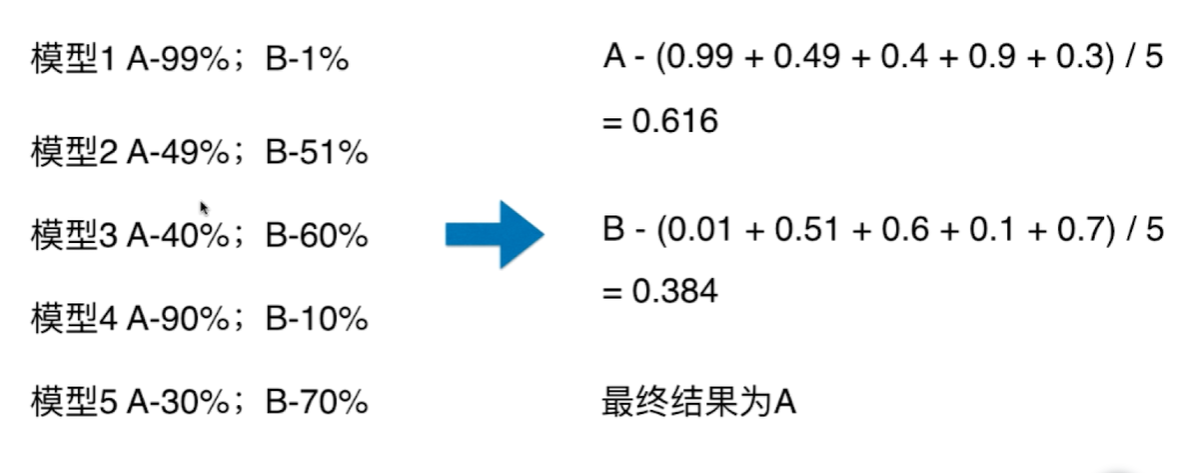 模型1 A-99%；B-1%
模型2 A-49%；B-51%
模型3 A-40%；B-60%
模型4 A-90%；B-10%
模型5 A-30%；B-70%
A - (0.99 + 0.49 + 0.4 + 0.9 + 0.3) / 5
= 0.616
B - (0.01 + 0.51 + 0.6 + 0.1 + 0.7) / 5
= 0.384
最终结果为A